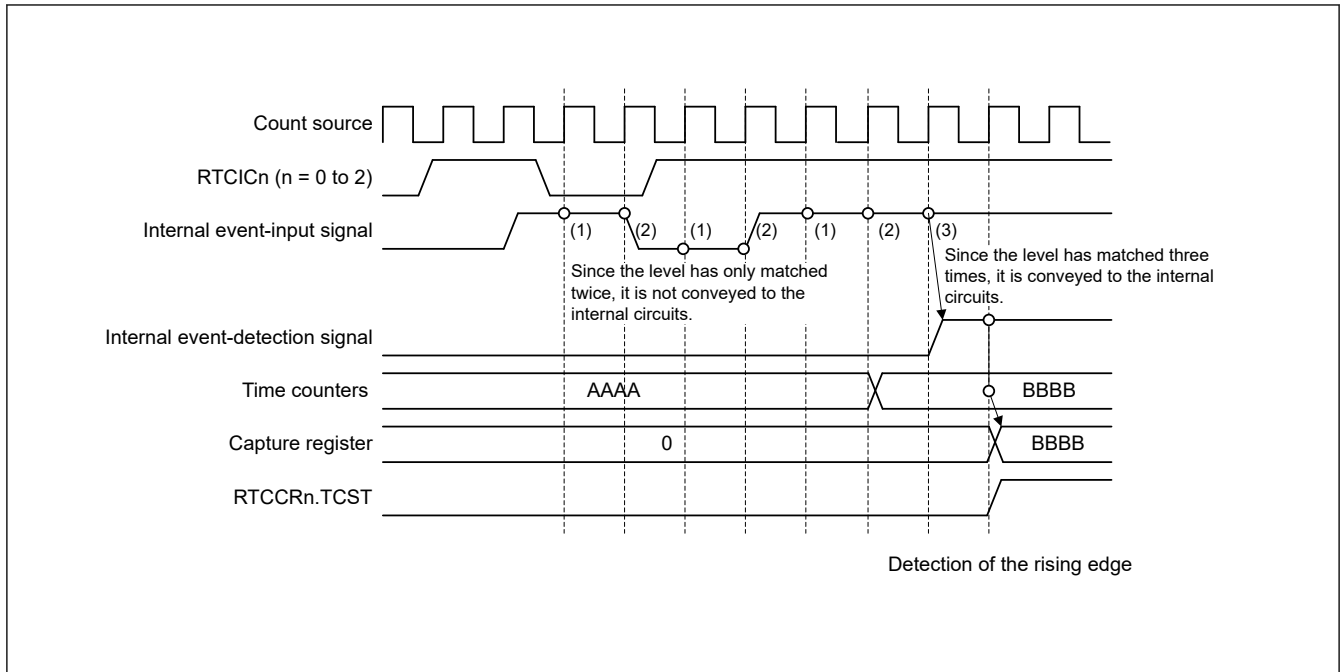 Count source
RTCICn (n = 0 to 2)
Internal event-input signal
(1) (2) (1) (2) (1) (2) (3)
Since the level has only matched
twice, it is not conveyed to the
internal circuits.
Since the level has matched three
times, it is conveyed to the internal
circuits.
Internal event-detection signal
Time counters AAAA BBBB
Capture register 0 BBBB
RTCCRn.TCST
Detection of the rising edge